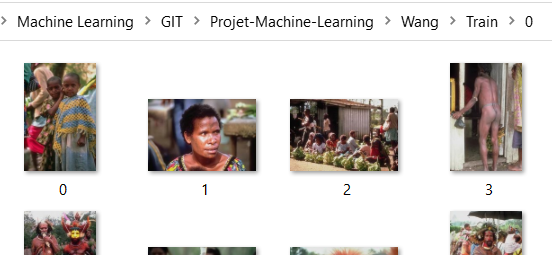 > Machine Learning > GIT > Projet-Machine-Learning > Wang > Train > 0
0 1 2 3